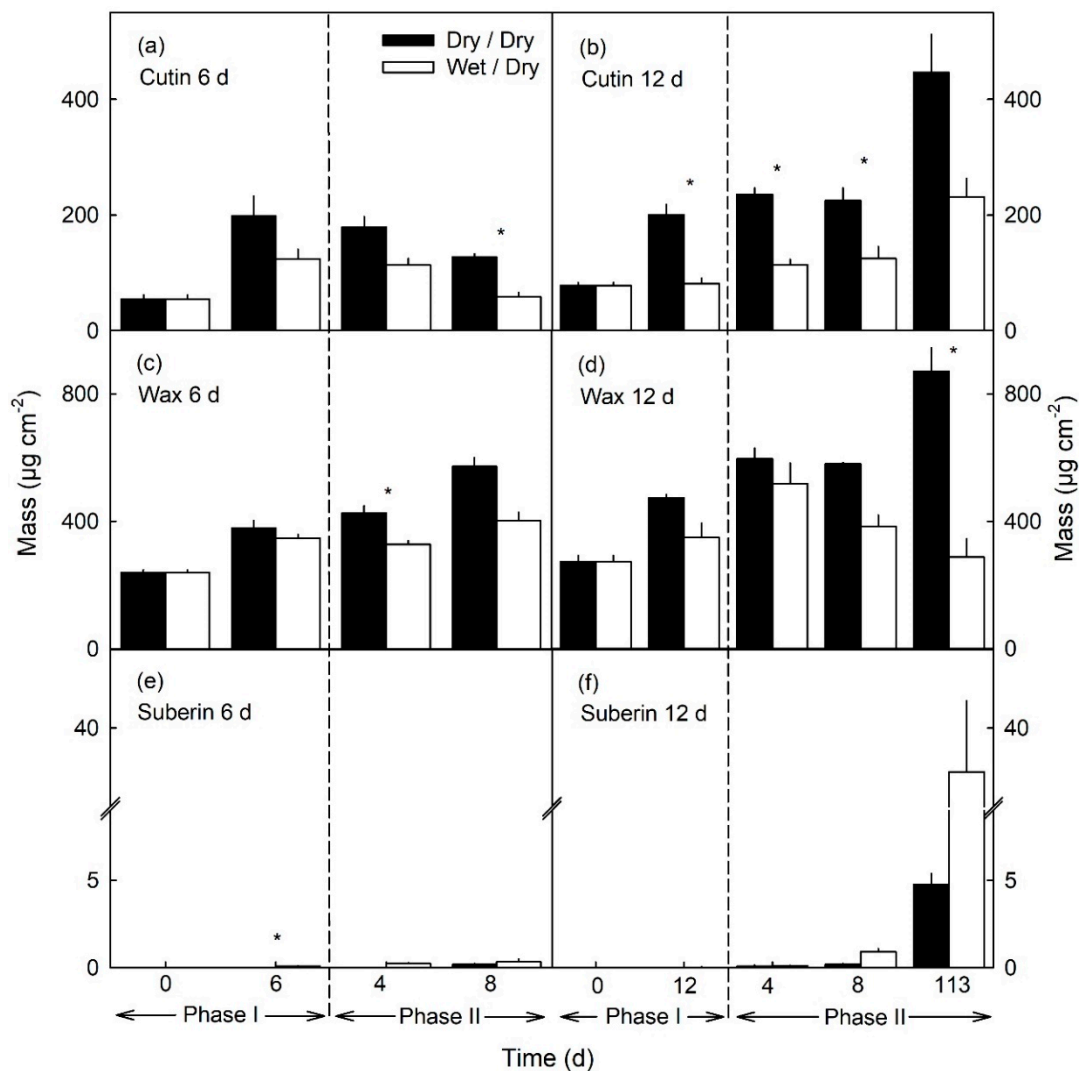 (a)
Cutin 6 d
Dry / Dry
Wet / Dry
(b)
Cutin 12 d
400
200
0
400
200
0
*
*
*
*
(c)
Wax 6 d
(d)
Wax 12 d
800
400
0
800
400
0
*
*
Mass (µg cm-2)
Mass (µg cm-2)
(e)
Suberin 6 d
(f)
Suberin 12 d
40
5
0
40
5
0
*
0 6 4 8 0 12 4 8 113
Phase I Phase II Phase I Phase II
Time (d)